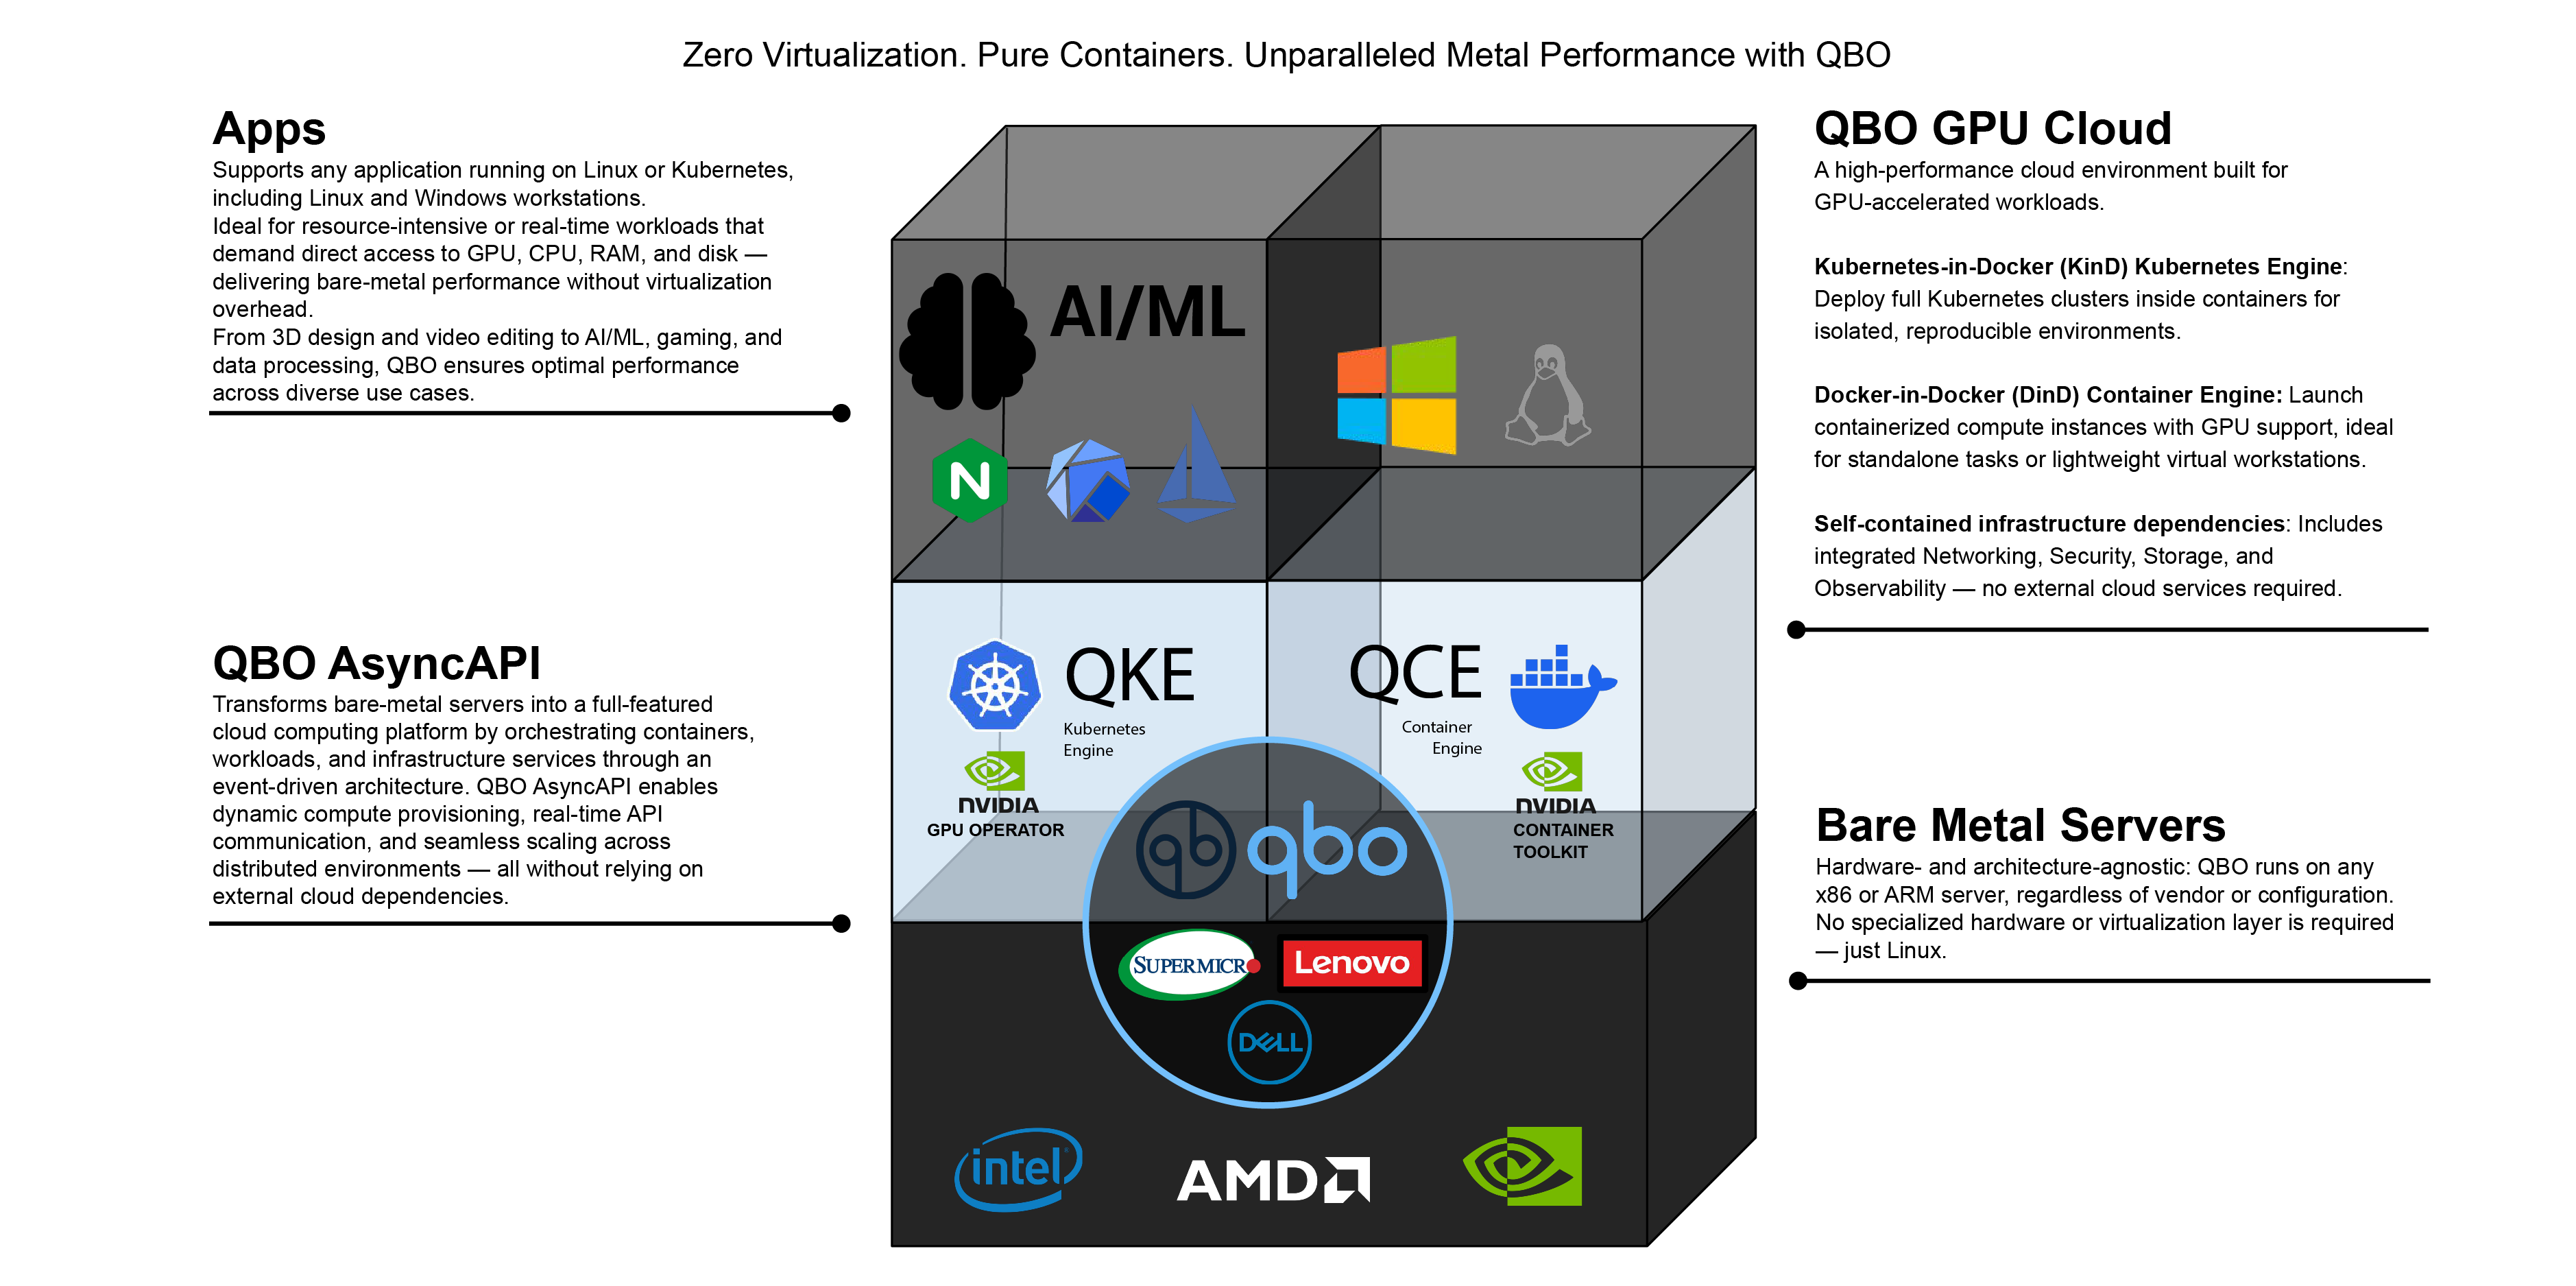 Zero Virtualization. Pure Containers. Unparalleled Metal Performance with QBO
Apps
Supports any application running on Linux or Kubernetes,
including Linux and Windows workstations.
Ideal for resource-intensive or real-time workloads that
demand direct access to GPU, CPU, RAM, and disk —
delivering bare-metal performance without virtualization
overhead.
From 3D design and video editing to AI/ML, gaming, and
data processing, QBO ensures optimal performance
across diverse use cases.
QBO AsyncAPI
Transforms bare-metal servers into a full-featured
cloud computing platform by orchestrating containers,
workloads, and infrastructure services through an
event-driven architecture. QBO AsyncAPI enables
dynamic compute provisioning, real-time API
communication, and seamless scaling across
distributed environments — all without relying on
external cloud dependencies.
AI/ML
N
QKE
Kubernetes
Engine
NVIDIA
GPU OPERATOR
QCE
Container
Engine
NVIDIA
CONTAINER
TOOLKIT
qb qbo
SUPERMICR
Lenovo
DELL
intel
AMD
QBO GPU Cloud
A high-performance cloud environment built for
GPU-accelerated workloads.
Kubernetes-in-Docker (KinD) Kubernetes Engine:
Deploy full Kubernetes clusters inside containers for
isolated, reproducible environments.
Docker-in-Docker (DinD) Container Engine: Launch
containerized compute instances with GPU support, ideal
for standalone tasks or lightweight virtual workstations.
Self-contained infrastructure dependencies: Includes
integrated Networking, Security, Storage, and
Observability — no external cloud services required.
Bare Metal Servers
Hardware- and architecture-agnostic: QBO runs on any
x86 or ARM server, regardless of vendor or configuration.
No specialized hardware or virtualization layer is required
— just Linux.